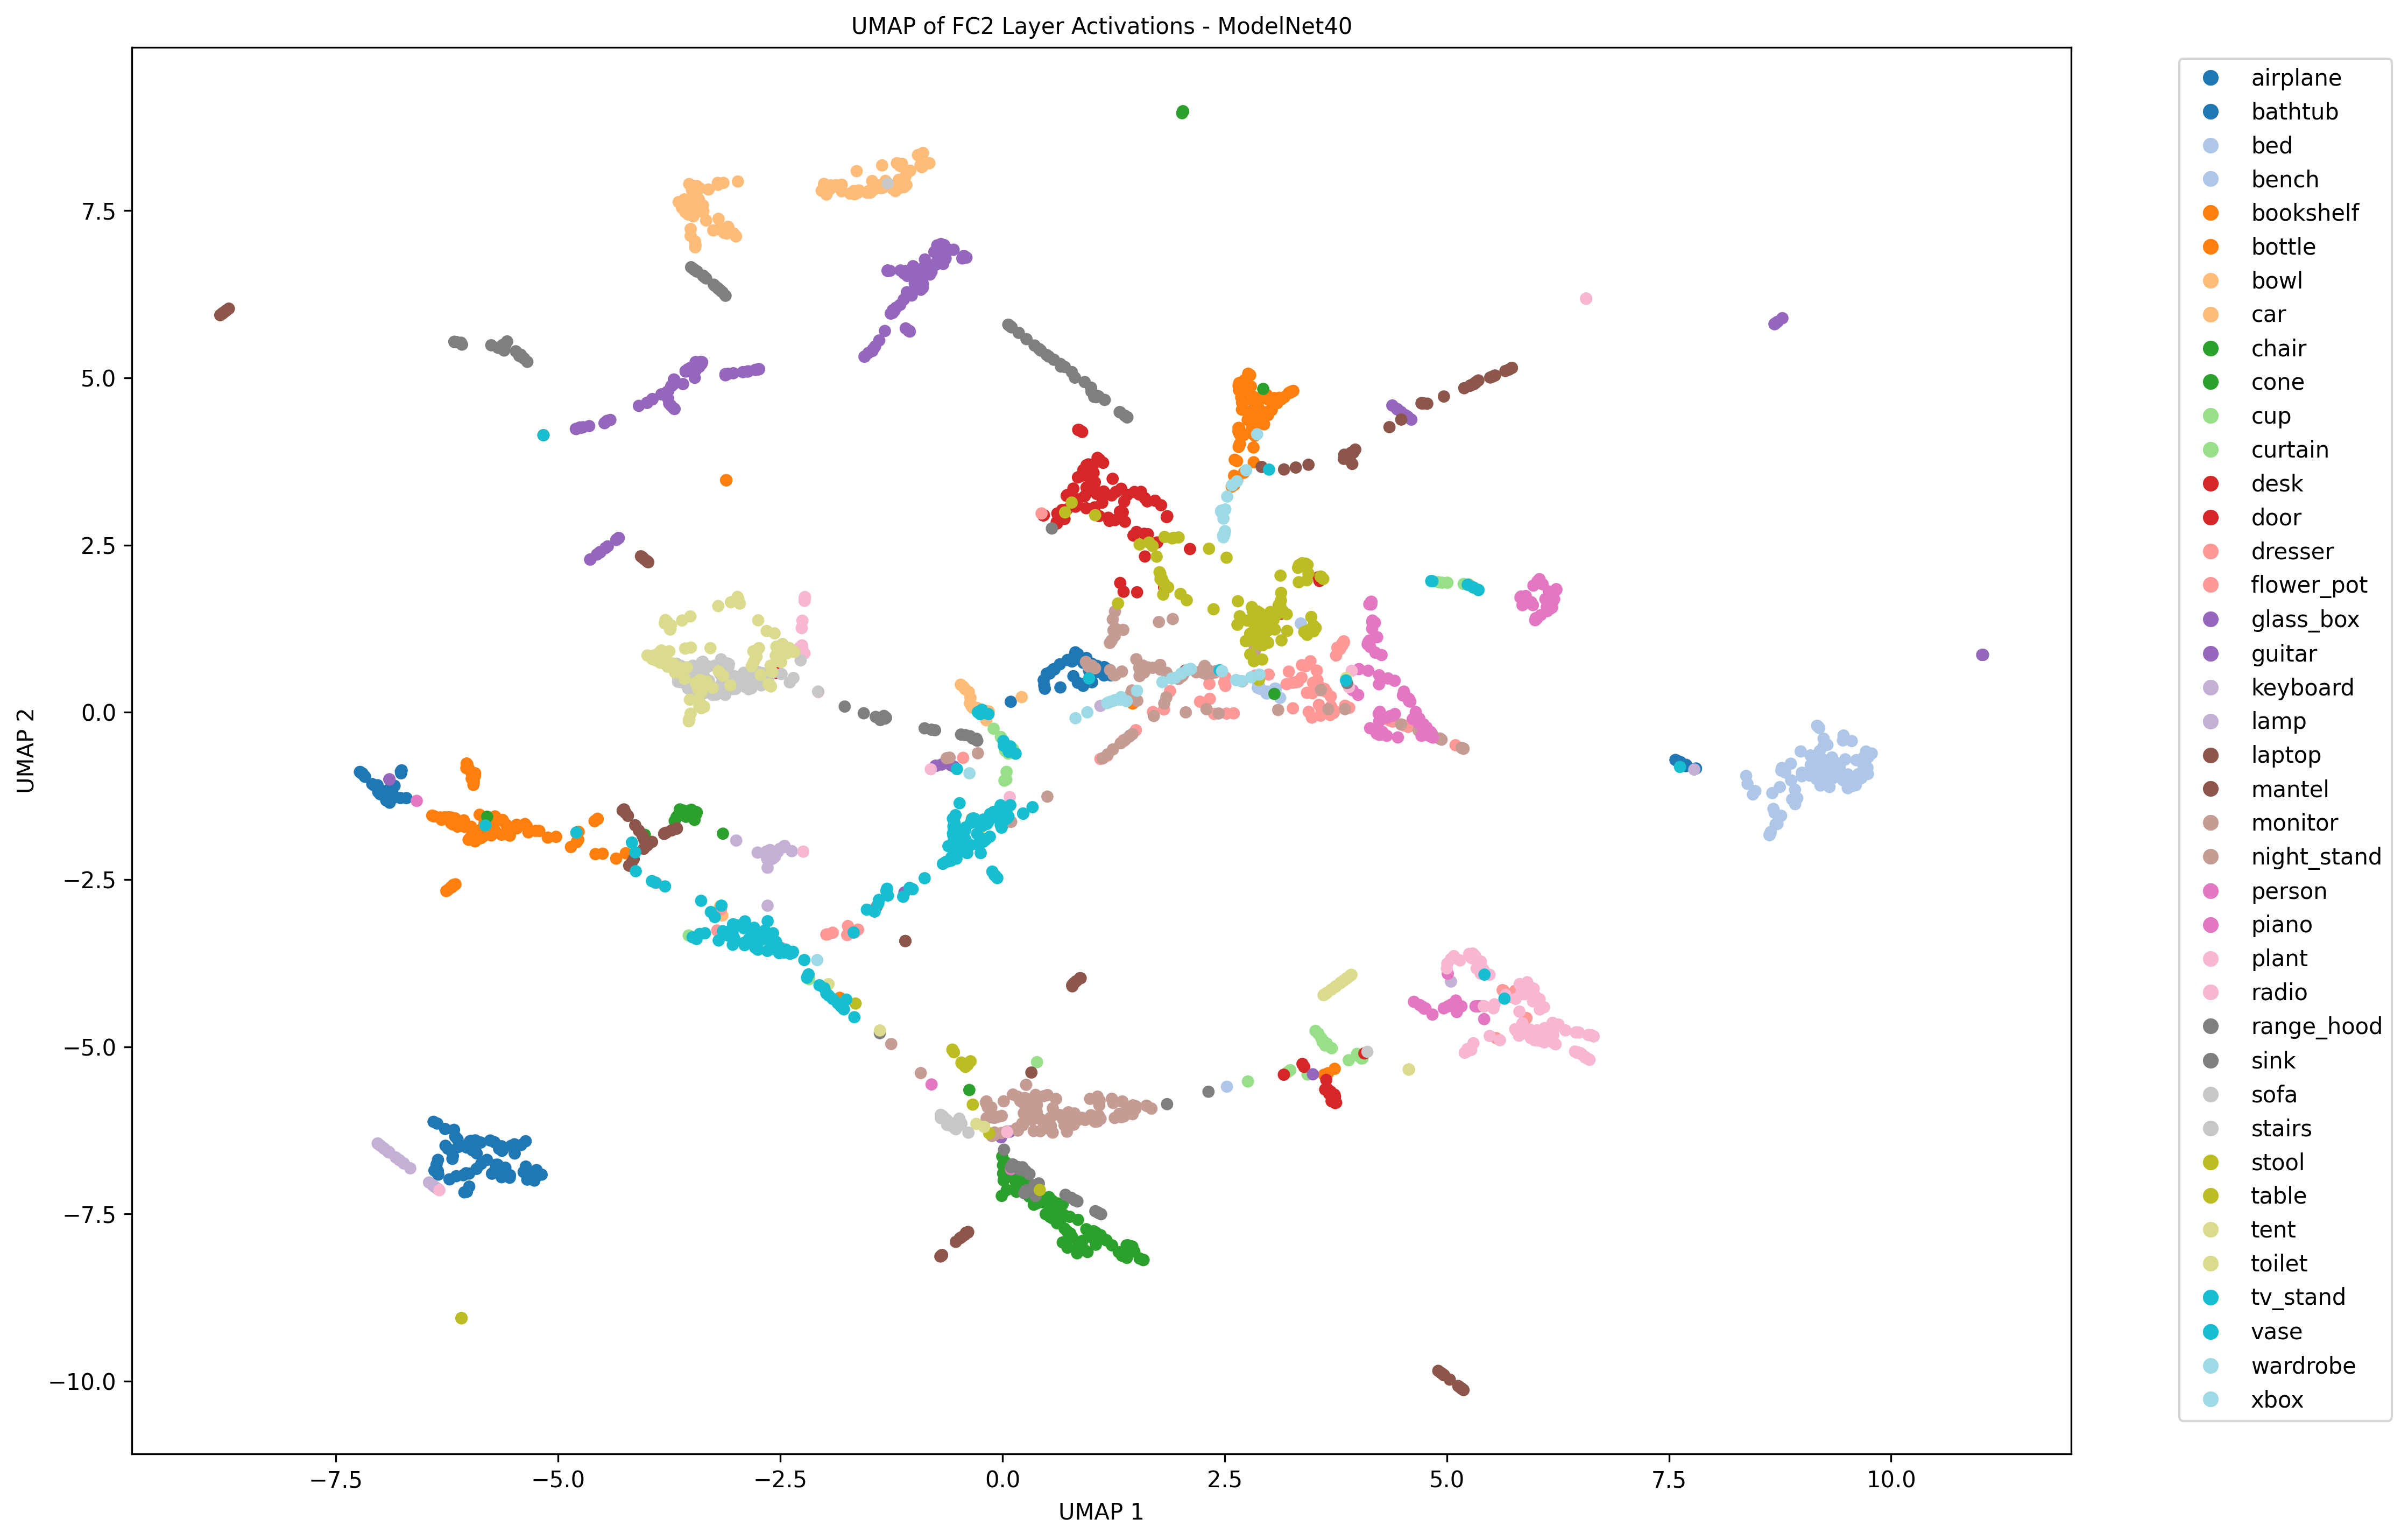 UMAP of FC2 Layer Activations - ModelNet40
7.5
5.0
2.5
0.0
−2.5
−5.0
−7.5
−10.0
UMAP 2
−7.5
−5.0
−2.5
0.0
2.5
5.0
7.5
10.0
UMAP 1
airplane
bathtub
bed
bench
bookshelf
bottle
bowl
car
chair
cone
cup
curtain
desk
door
dresser
flower_pot
glass_box
guitar
keyboard
lamp
laptop
mantel
monitor
night_stand
person
piano
plant
radio
range_hood
sink
sofa
stairs
stool
table
tent
toilet
tv_stand
vase
wardrobe
xbox